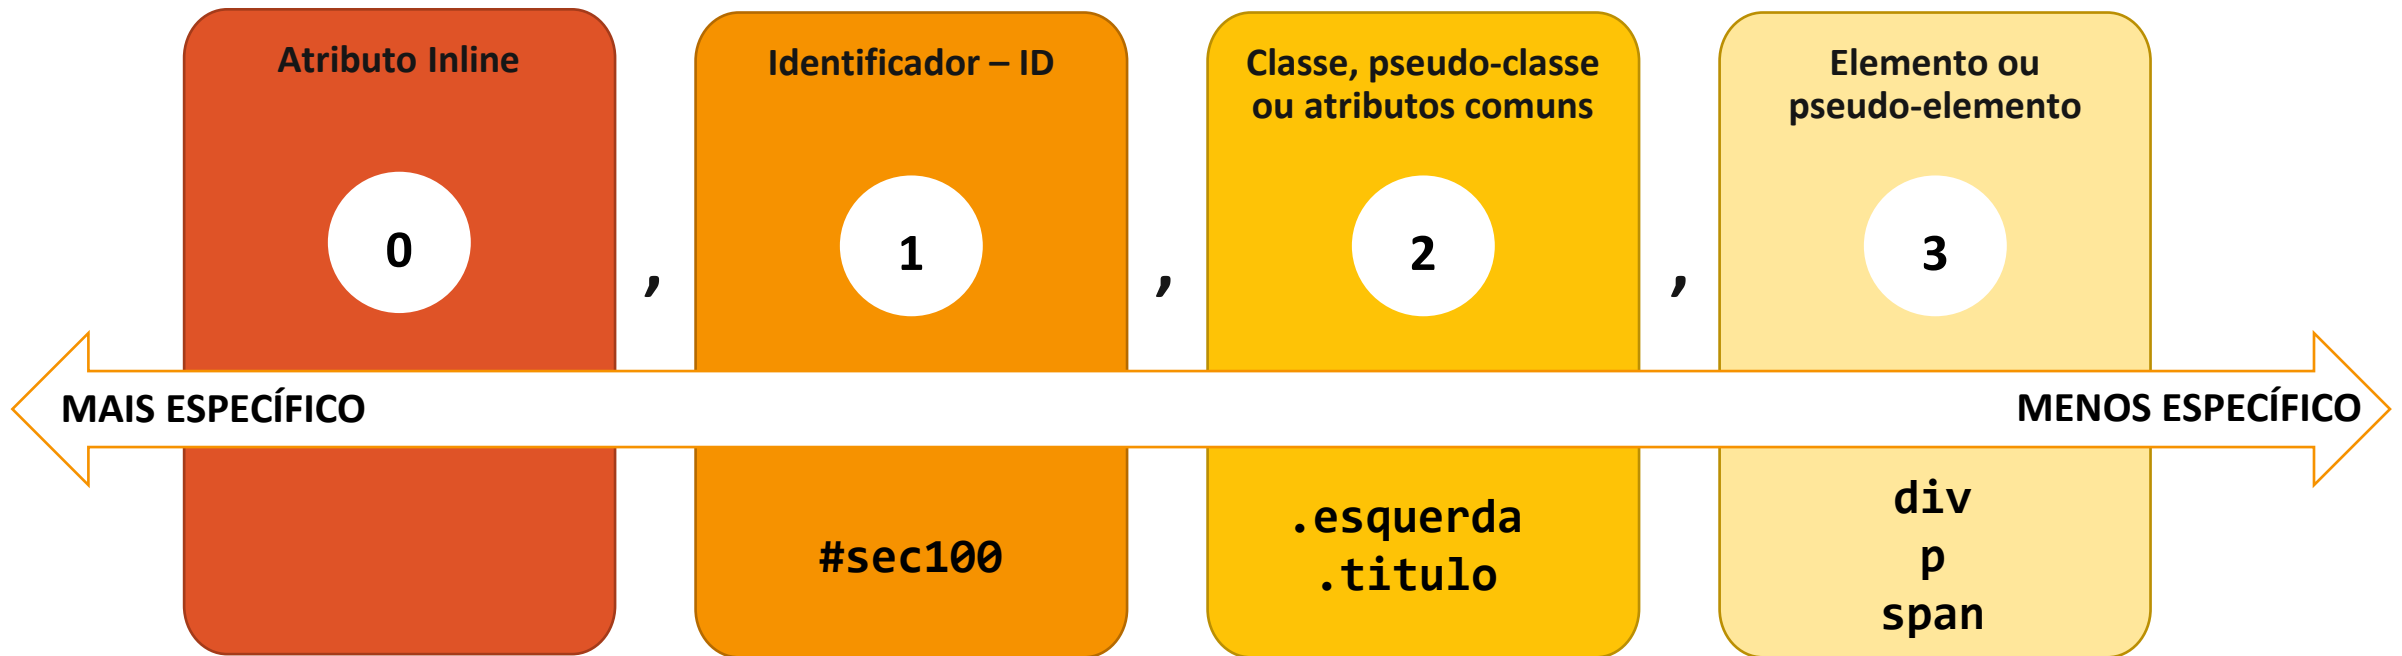 Atributo Inline
Identificador – ID
Classe, pseudo-classe
ou atributos comuns
Elemento ou
pseudo-elemento
0 , 1 , 2 , 3
MAIS ESPECÍFICO
MENOS ESPECÍFICO
#sec100
.esquerda
.titulo
div
p
span